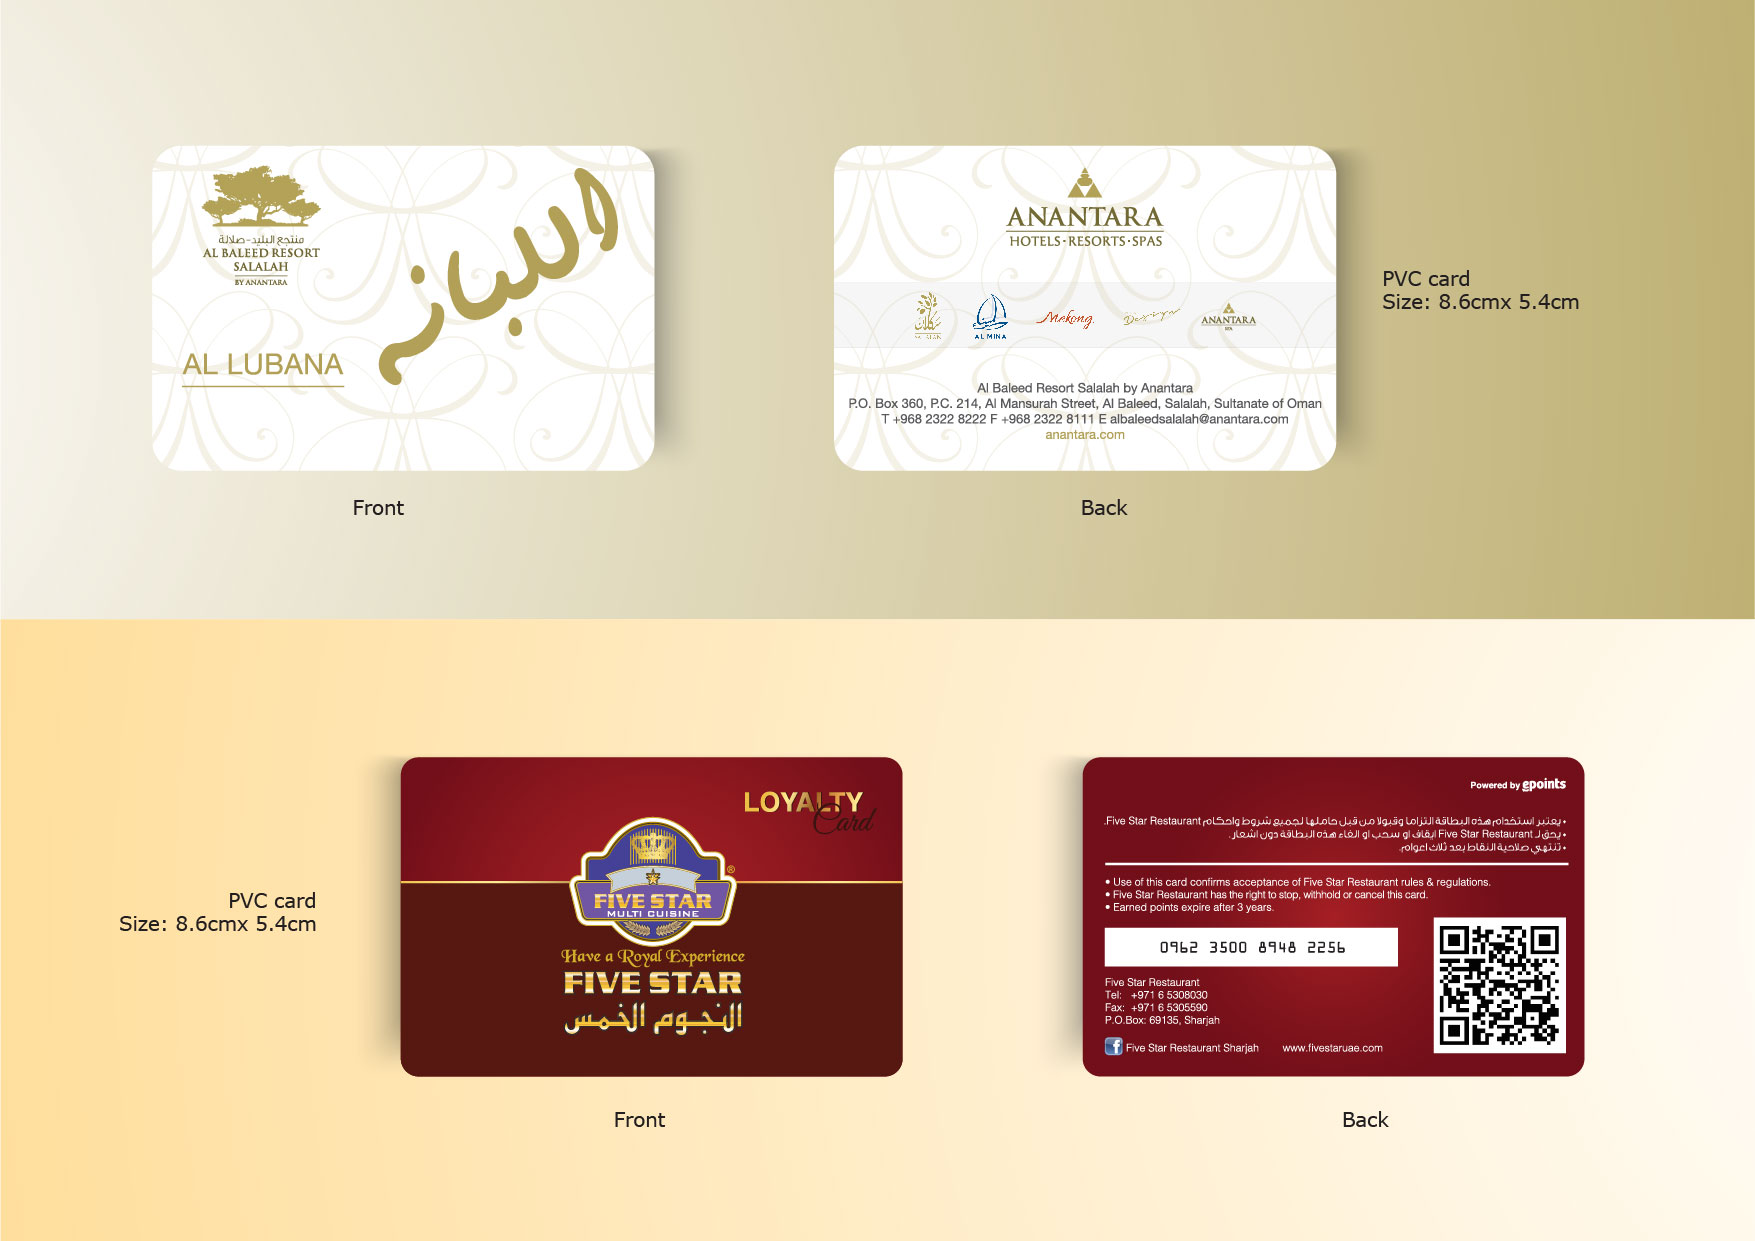 منتجع البليد-صلالة
AL BALEED RESORT
SALALAH
BY ANANTARA
اللبانه
AL LUBANA
Front
ANANTARA
HOTELS·RESORTS·SPAS
AL MINA
Mekong
Desiya
ANANTARA
SPA
Al Baleed Resort Salalah by Anantara
P.O. Box 360, P.C. 214, Al Mansurah Street, Al Baleed, Salalah, Sultanate of Oman
T +968 2322 8222 F +968 2322 8111 E albaleedsalalah@anantara.com
anantara.com
Back
PVC card
Size: 8.6cmx 5.4cm
PVC card
Size: 8.6cmx 5.4cm
LOYALTY
Card
FIVE STAR
MULTI CUISINE
®
Have a Royal Experience
FIVE STAR
النجوم الخمس
Front
Powered by epoints
• يعتبر استخدام هذه البطاقة التزاما وقبولا من قبل حاملها لجميع شروط واحكام Five Star Restaurant.
• يحق لـ Five Star Restaurant ايقاف او سحب او الغاء هذه البطاقة دون اشعار.
• تنتهي صلاحية النقاط بعد ثلاث اعوام.
• Use of this card confirms acceptance of Five Star Restaurant rules & regulations.
• Five Star Restaurant has the right to stop, withhold or cancel this card.
• Earned points expire after 3 years.
0962 3500 8948 2256
Five Star Restaurant
Tel: +971 6 5308030
Fax: +971 6 5305590
P.O.Box: 69135, Sharjah
f Five Star Restaurant Sharjah www.fivestaruae.com
Back